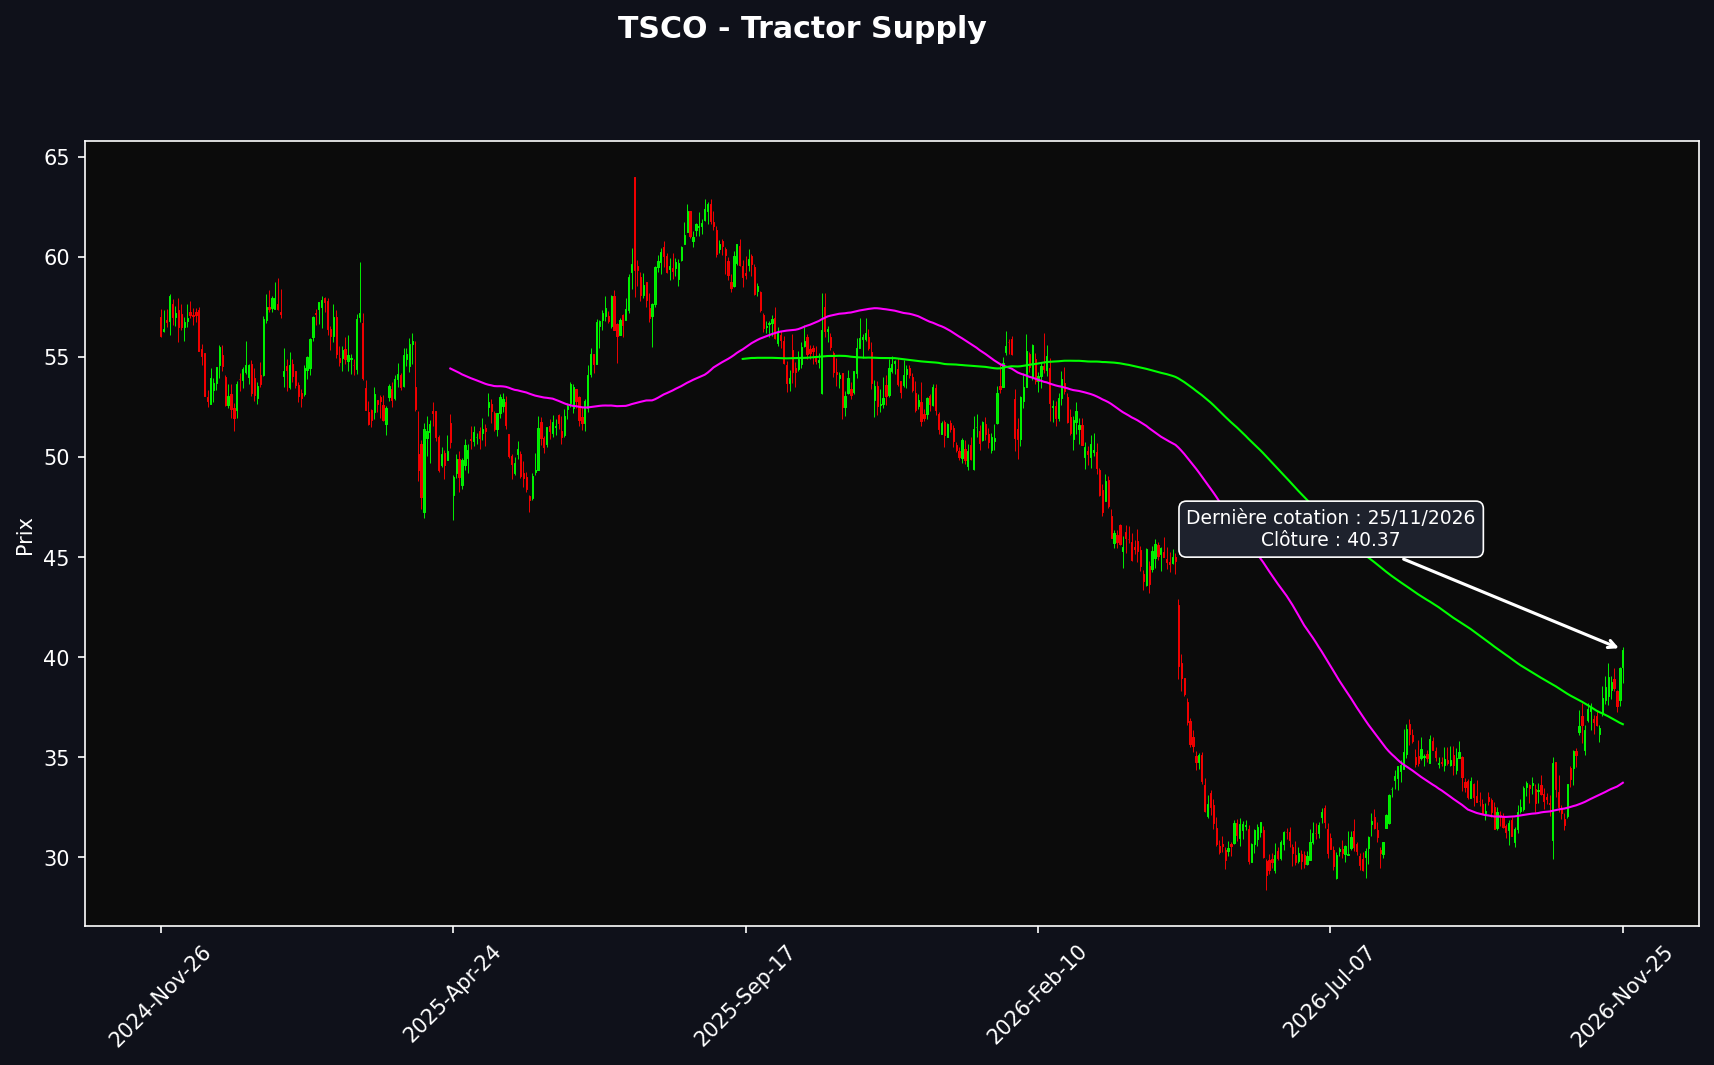 TSCO - Tractor Supply
Prix
65
60
55
50
45
40
35
30
Dernière cotation : 25/11/2026
Clôture : 40.37
2024-Nov-26
2025-Apr-24
2025-Sep-17
2026-Feb-10
2026-Jul-07
2026-Nov-25